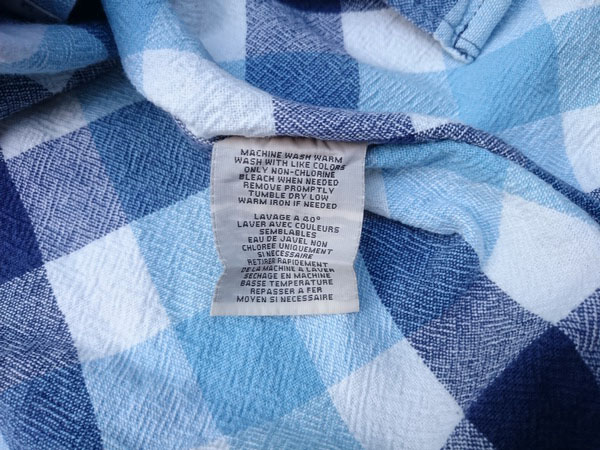 MACHINE WASH WARM
WASH WITH LIKE COLORS
ONLY NON-CHLORINE
BLEACH WHEN NEEDED
REMOVE PROMPTLY
TUMBLE DRY LOW
WARM IRON IF NEEDED
LAVAGE A 40°
LAVER AVEC COULEURS
SEMBLABLES
EAU DE JAVEL NON
CHLOREE UNIQUEMENT
SI NECESSAIRE
RETIRER RAPIDEMENT
DE LA MACHINE A LAVER
SECHAGE EN MACHINE
BASSE TEMPERATURE
REPASSER A FER
MOYEN SI NECESSAIRE